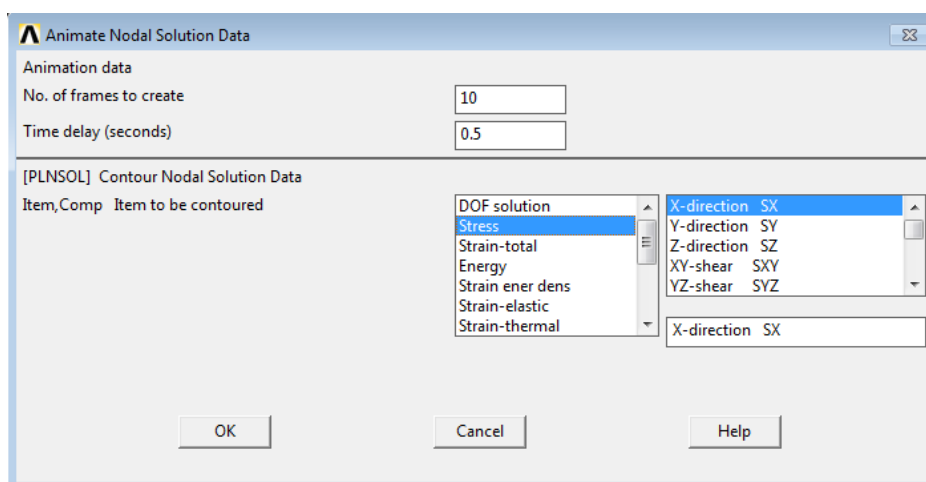 Animate Nodal Solution Data
Animation data
No. of frames to create
10
Time delay (seconds)
0.5
[PLNSOL] Contour Nodal Solution Data
Item,Comp Item to be contoured
DOF solution
Stress
Strain-total
Energy
Strain ener dens
Strain-elastic
Strain-thermal
X-direction SX
Y-direction SY
Z-direction SZ
XY-shear SXY
YZ-shear SYZ
X-direction SX
OK
Cancel
Help